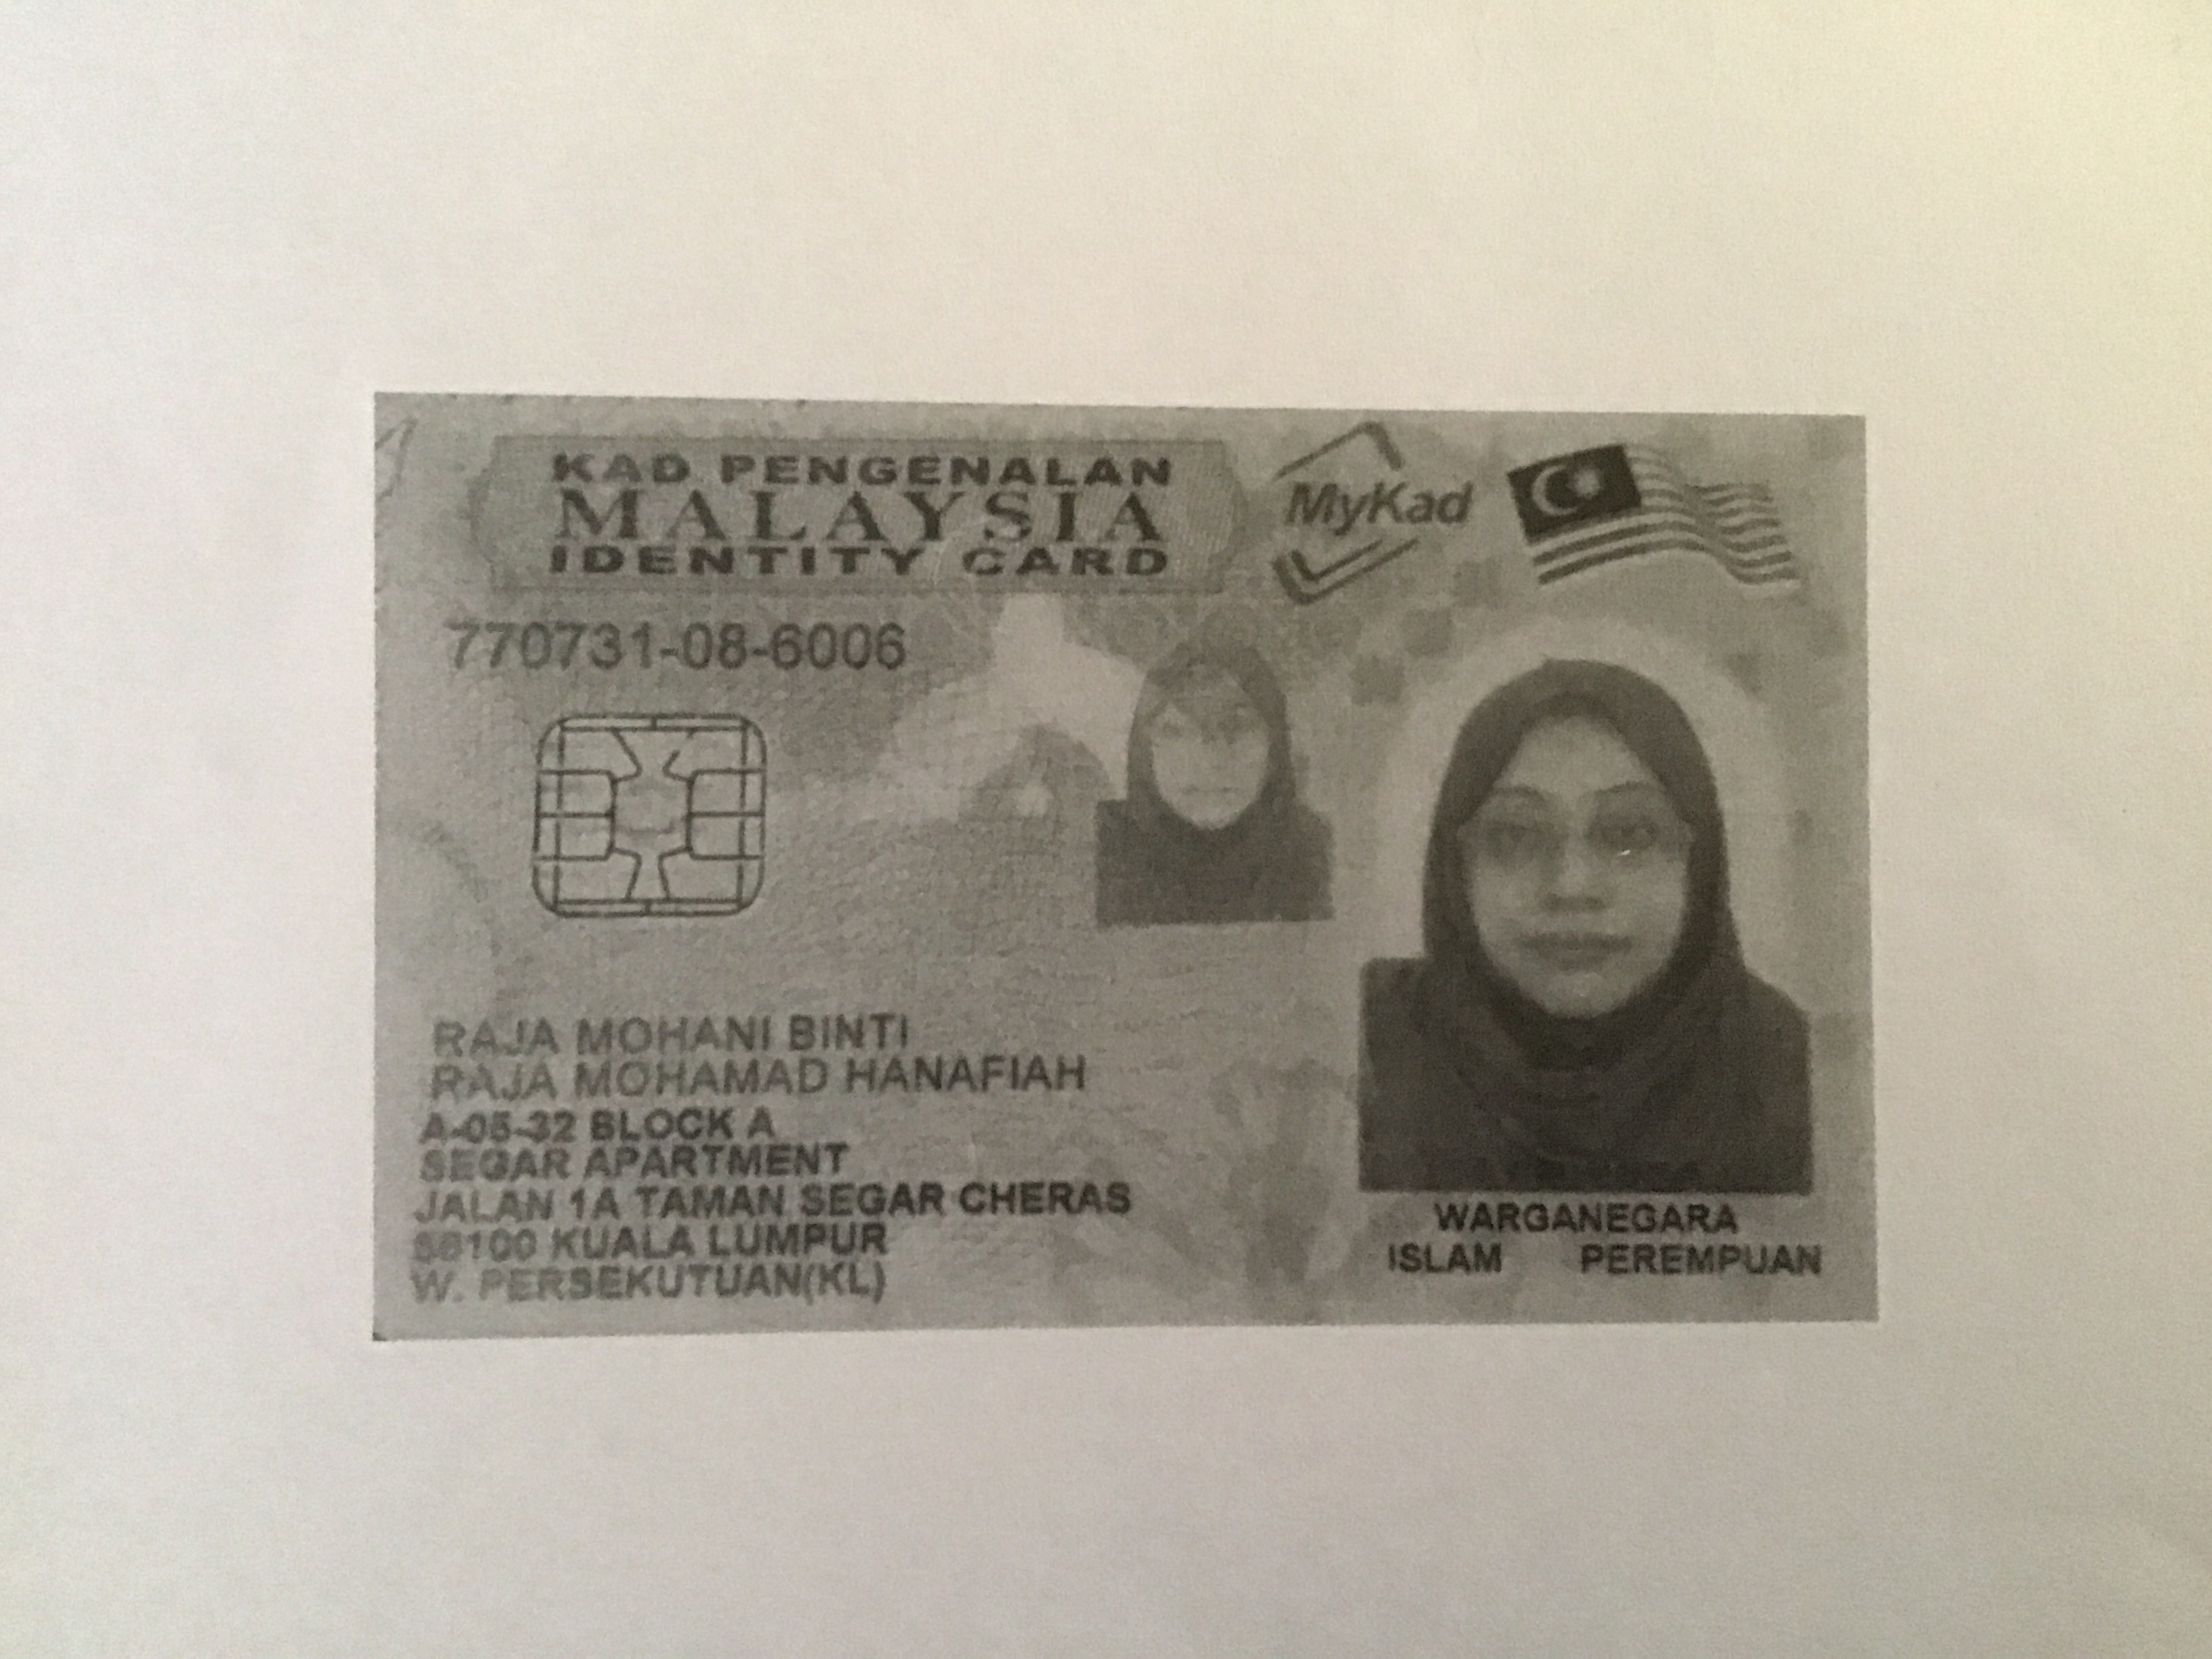 KAD PENGENALAN
MALAYSIA
IDENTITY CARD
MyKad
770731-08-6006
RAJA MOHANI BINTI
RAJA MOHAMAD HANAFIAH
A-05-32 BLOCK A
SEGAR APARTMENT
JALAN 1A TAMAN SEGAR CHERAS
56100 KUALA LUMPUR
W. PERSEKUTUAN(KL)
WARGANEGARA
ISLAM PEREMPUAN